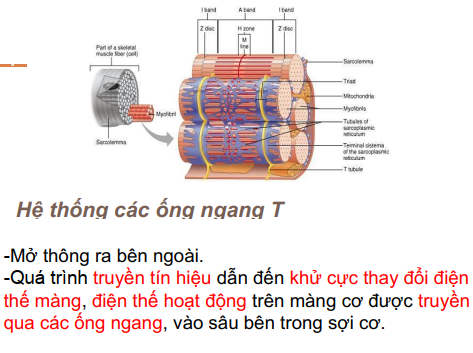 I band
A band
I band
Z disc
H zone
Z disc
M
line
Part of a skeletal
muscle fiber (cell)
Myofibril
Sarcolemma
Sarcolemma
Triad
Mitochondria
Myofibrils
Tubules of
sarcoplasmic
reticulum
Terminal cisterna
of the sarcoplasmic
reticulum
T tubule
Hệ thống các ống ngang T
-Mở thông ra bên ngoài.
-Quá trình truyền tín hiệu dẫn đến khử cực thay đổi điện
thế màng, điện thế hoạt động trên màng cơ được truyền
qua các ống ngang, vào sâu bên trong sợi cơ.